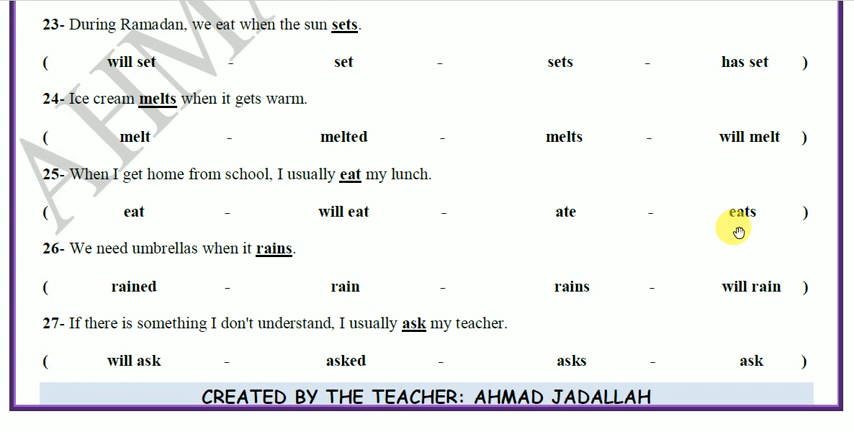 23- During Ramadan, we eat when the sun sets.
( will set - set - sets - has set )
24- Ice cream melts when it gets warm.
( melt - melted - melts - will melt )
25- When I get home from school, I usually eat my lunch.
( eat - will eat - ate - eats )
26- We need umbrellas when it rains.
( rained - rain - rains - will rain )
27- If there is something I don't understand, I usually ask my teacher.
( will ask - asked - asks - ask )
CREATED BY THE TEACHER: AHMAD JADALLAH
AHMA